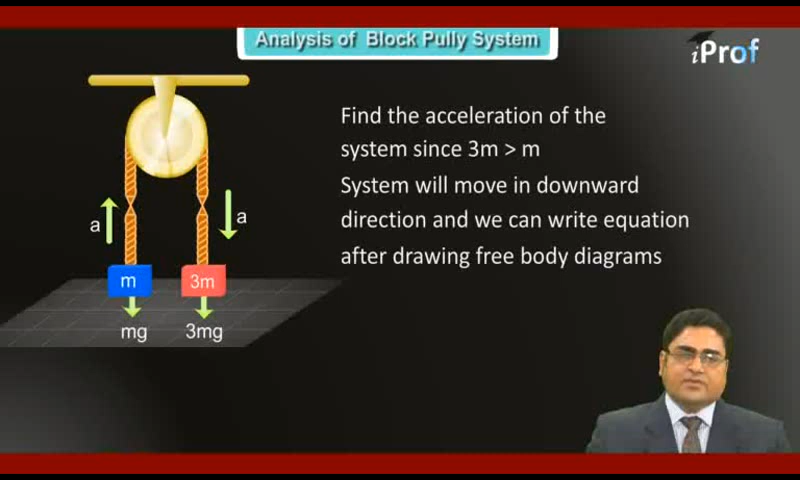 Analysis of Block Pully System
iProf
Find the acceleration of the
system since 3m > m
System will move in downward
direction and we can write equation
after drawing free body diagrams
a
a
m
3m
mg
3mg